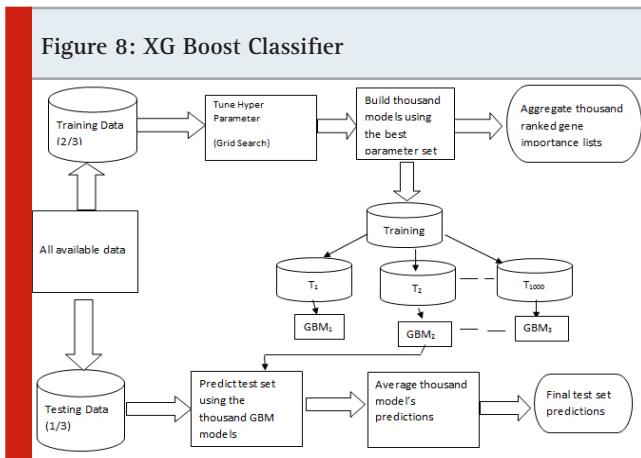 Figure 8: XG Boost Classifier
Training Data
(2/3)
Tune Hyper
Parameter
(Grid Search)
Build thousand
models using
the best
parameter set
Aggregate thousand
ranked gene
importance lists
All available data
Training
T1
T2
T1000
GBM1
GBM2
GBM3
Testing Data
(1/3)
Predict test set
using the
thousand GBM
models
Average thousand
model's
predictions
Final test set
predictions